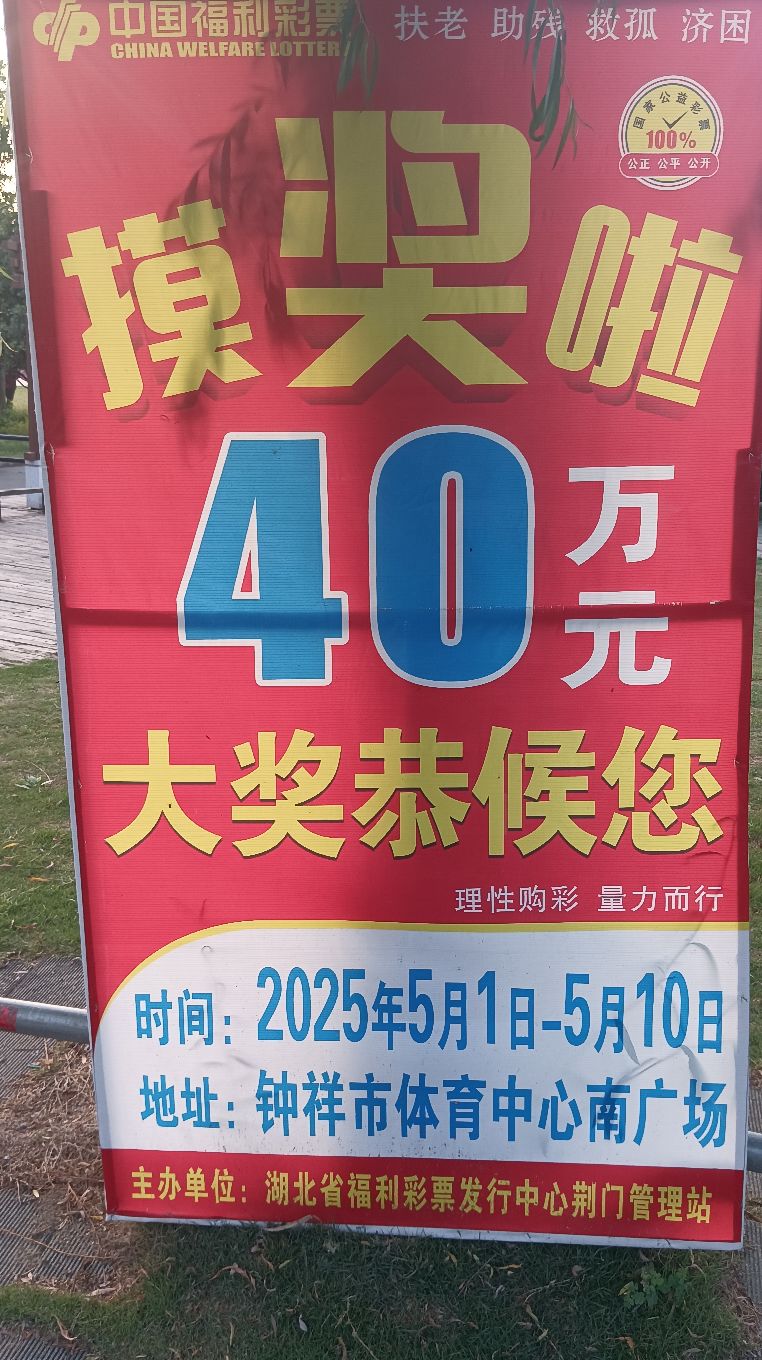 中国福利彩票
CHINA WELFARE LOTTERY
扶老 助残 救孤 济困
国家公益彩票
100%
公正 公平 公开
摸奖啦
40万元
大奖恭候您
理性购彩 量力而行
时间：2025年5月1日-5月10日
地址：钟祥市体育中心南广场
主办单位：湖北省福利彩票发行中心荆门管理站